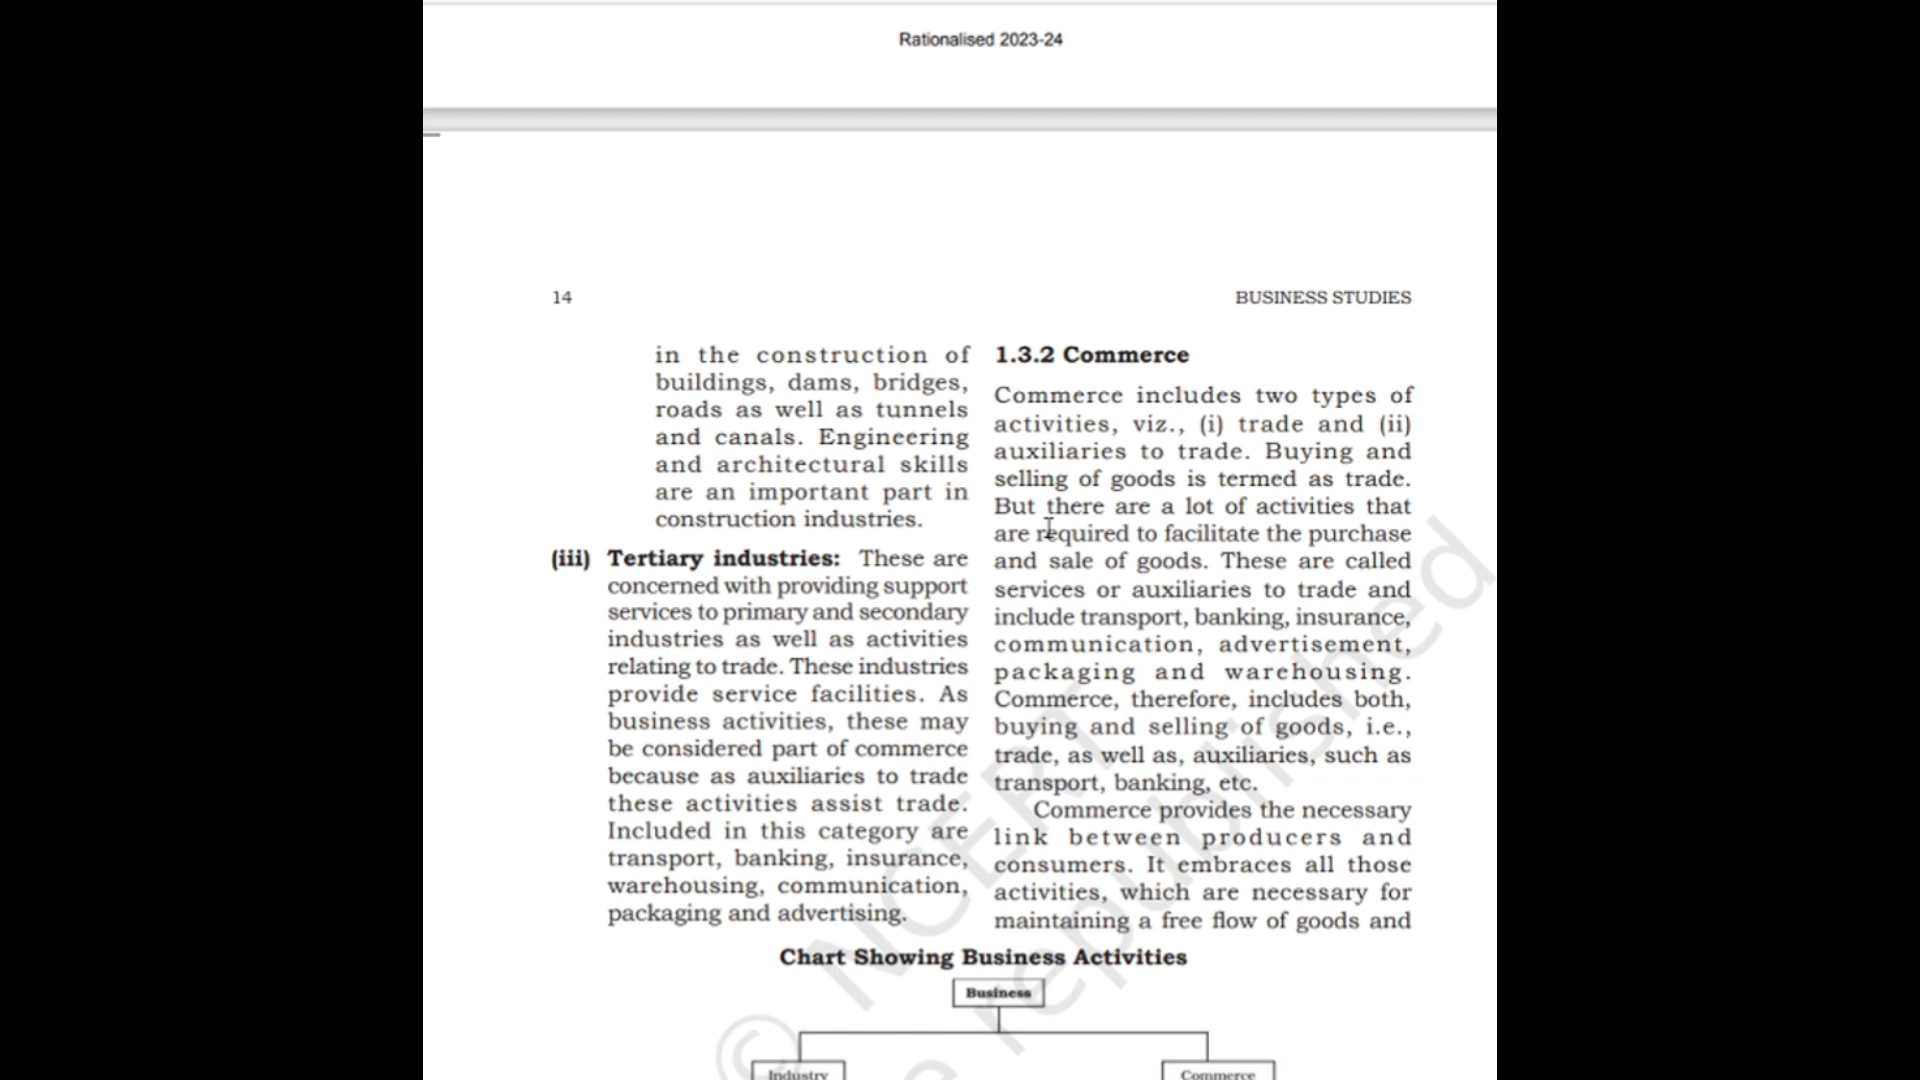 Rationalised 2023-24
14
BUSINESS STUDIES
in the construction of
buildings, dams, bridges,
roads as well as tunnels
and canals. Engineering
and architectural skills
are an important part in
construction industries.
(iii) Tertiary industries: These are
concerned with providing support
services to primary and secondary
industries as well as activities
relating to trade. These industries
provide service facilities. As
business activities, these may
be considered part of commerce
because as auxiliaries to trade
these activities assist trade.
Included in this category are
transport, banking, insurance,
warehousing, communication,
packaging and advertising.
1.3.2 Commerce
Commerce includes two types of
activities, viz., (i) trade and (ii)
auxiliaries to trade. Buying and
selling of goods is termed as trade.
But there are a lot of activities that
are required to facilitate the purchase
and sale of goods. These are called
services or auxiliaries to trade and
include transport, banking, insurance,
communication, advertisement,
packaging and warehousing.
Commerce, therefore, includes both,
buying and selling of goods, i.e.,
trade, as well as, auxiliaries, such as
transport, banking, etc.
Commerce provides the necessary
link between producers and
consumers. It embraces all those
activities, which are necessary for
maintaining a free flow of goods and
Chart Showing Business Activities
Business
Industry
Commerce
© NCERT
republished